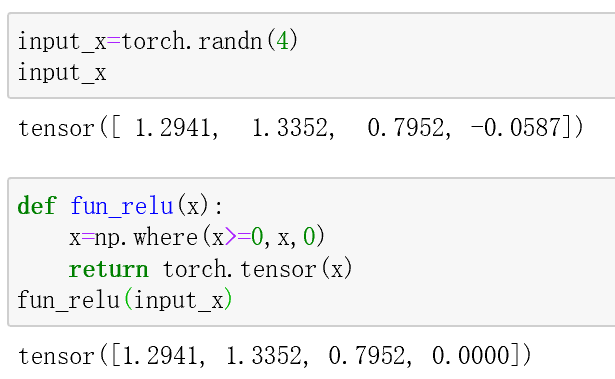 input_x=torch.randn(4)
input_x
tensor([ 1.2941,  1.3352,  0.7952, -0.0587])
def fun_relu(x):
    x=np.where(x>=0,x,0)
    return torch.tensor(x)
fun_relu(input_x)
tensor([1.2941, 1.3352, 0.7952, 0.0000])